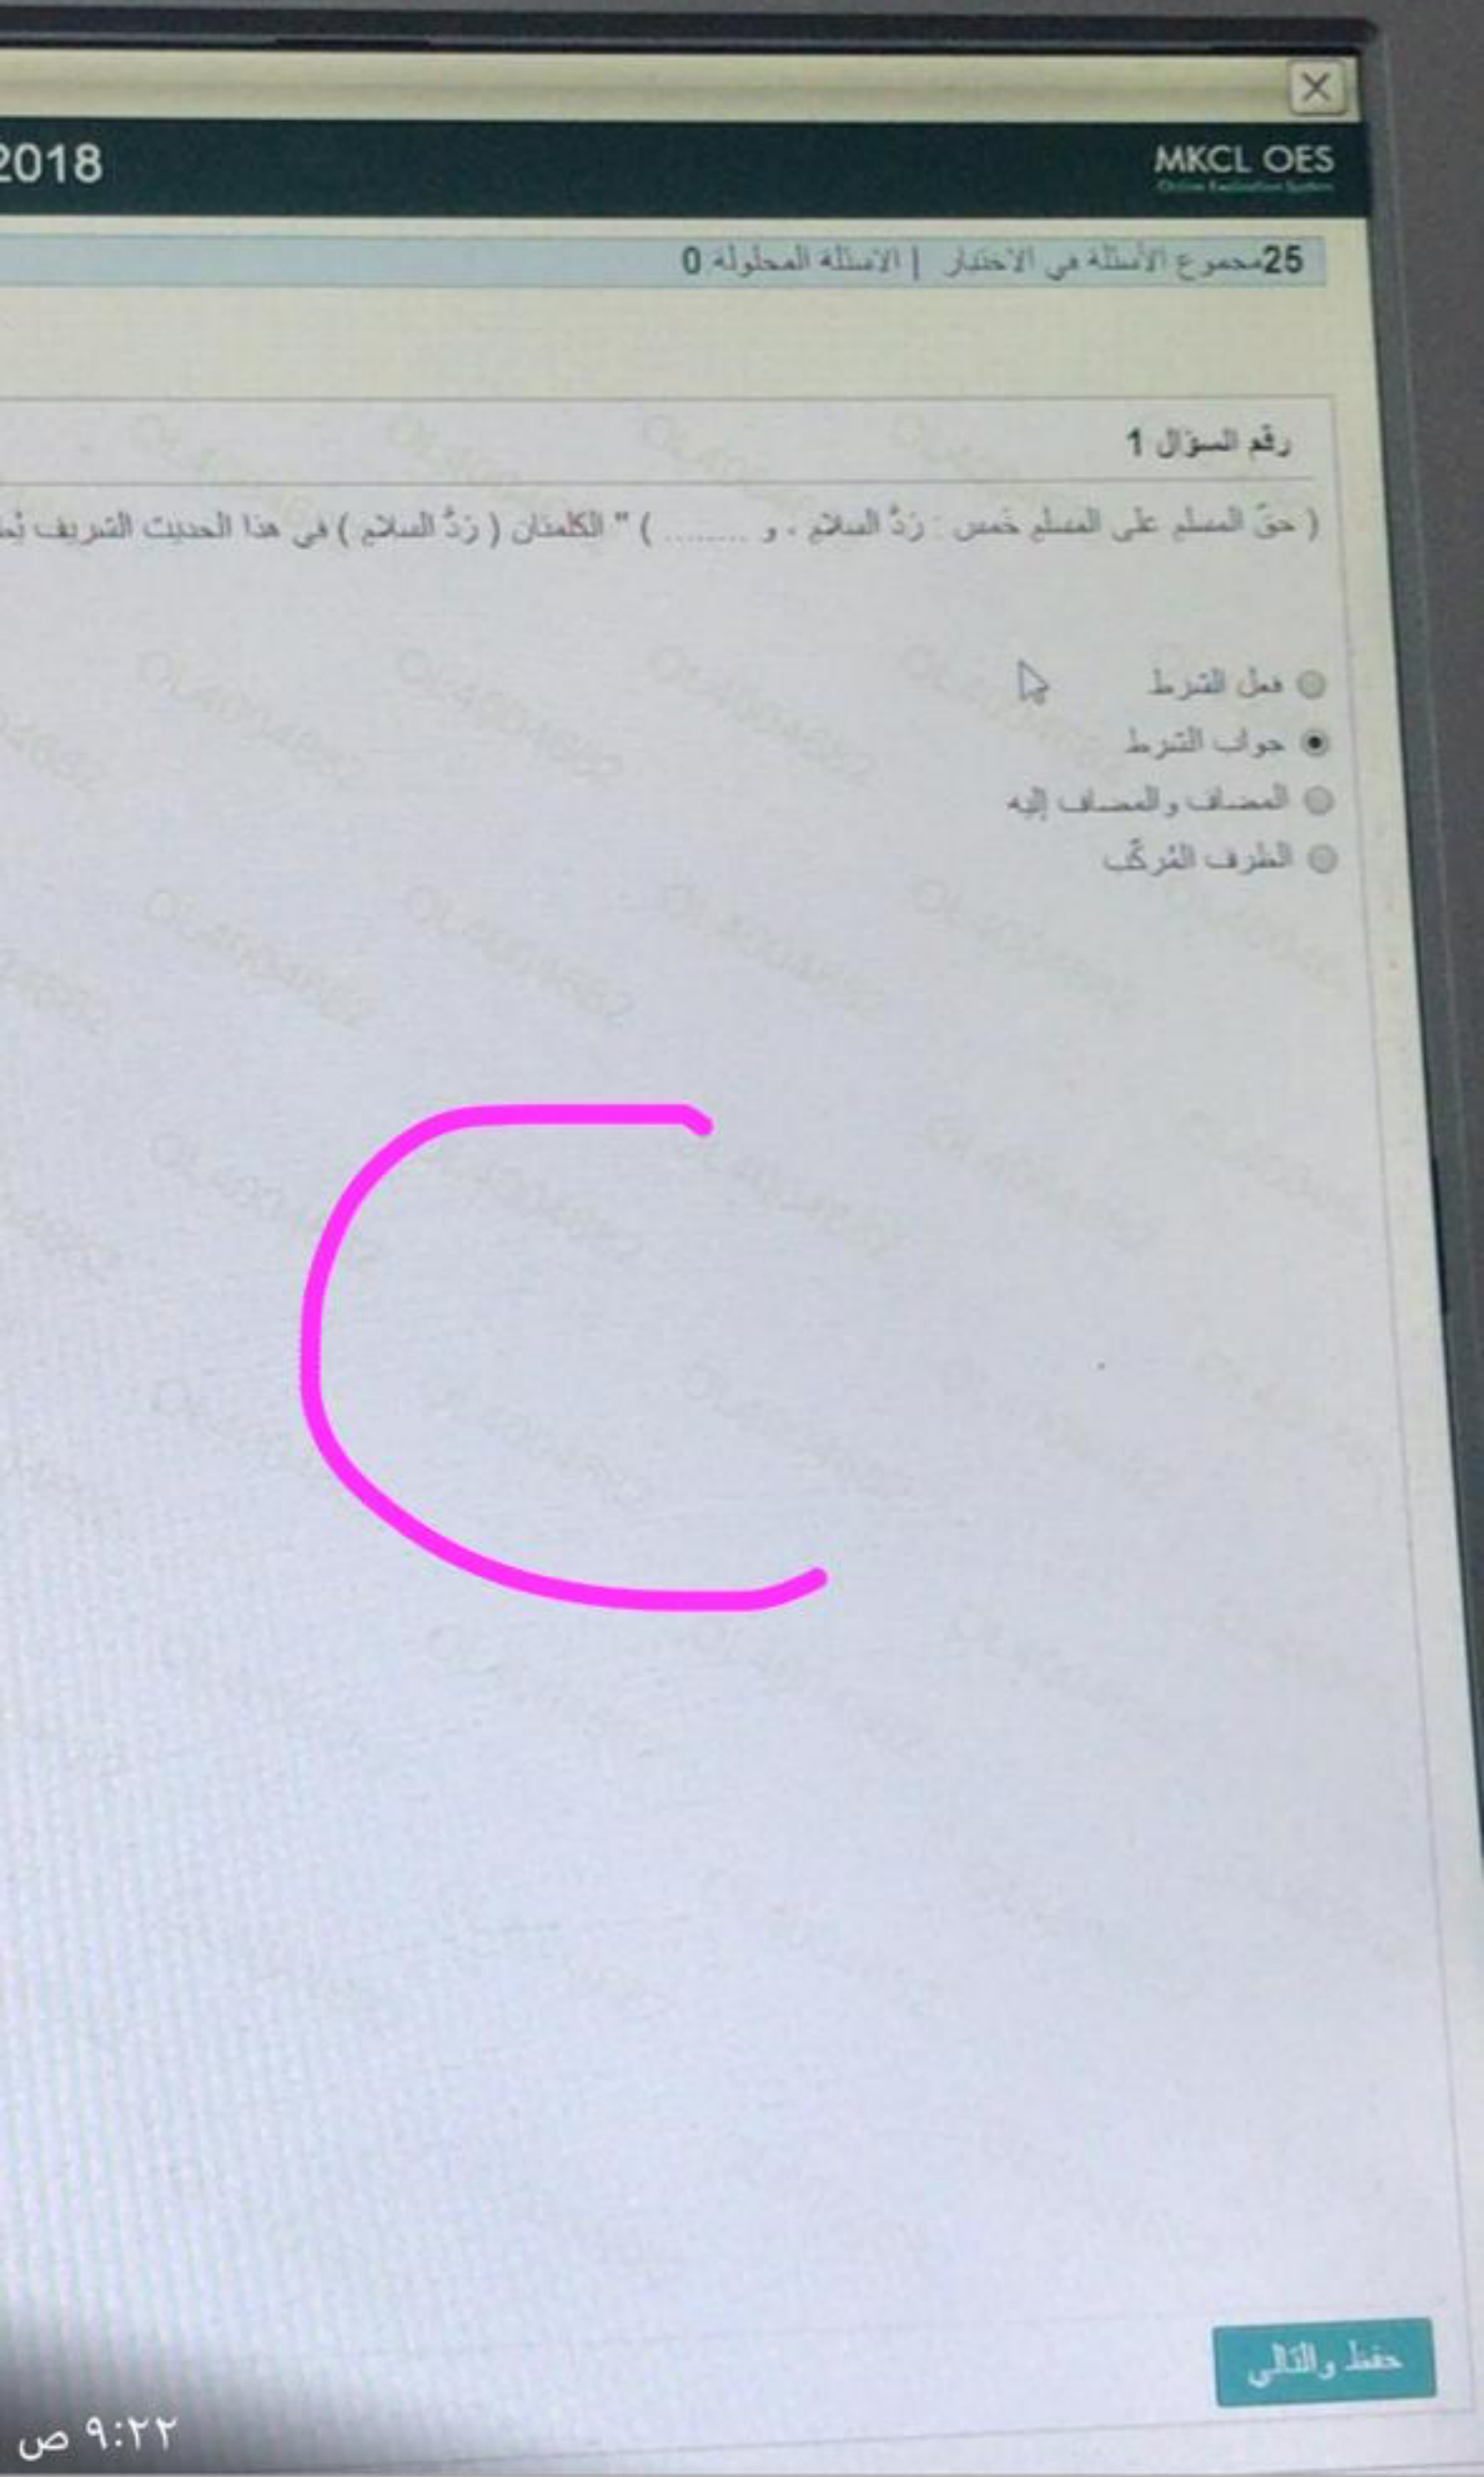 2018
MKCL OES
25مجموع الأسئلة في الاختبار | الاسئلة المحلولة 0
رقم السؤال 1
( حقّ المسلم على المسلم خَمس : رَدُّ السلامِ ، و ........ ) " الكلمتان ( رَدُّ السلامِ ) في هذا الحديث الشريف
فعل الشرط
جواب الشرط
المضاف والمضاف إليه
الظرف المُركّب
حفظ والتالي
٩:٢٢ ص